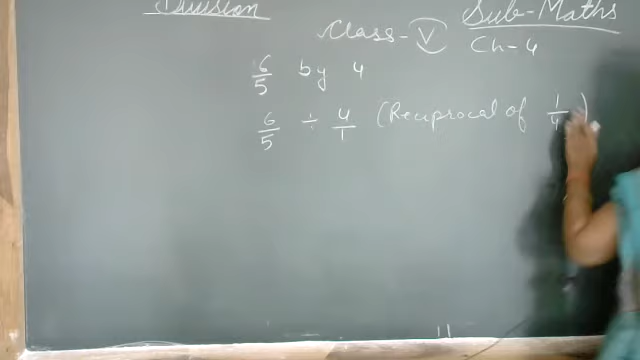 Division
Class-V Sub-Maths
Ch-4
6/5 by 4
6/5 ÷ 4/1 (Reciprocal of 1/4)